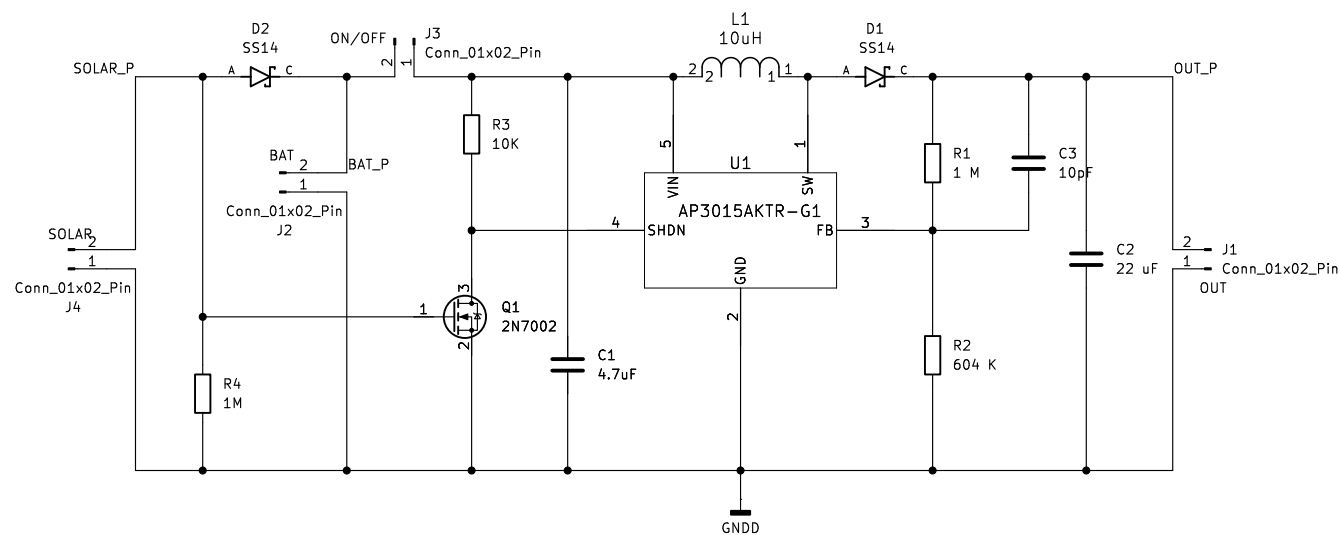 D2
SS14
A
C
SOLAR_P
ON/OFF
2
1
J3
Conn_01x02_Pin
L1
10uH
2
2
1
1
D1
SS14
A
C
OUT_P
R3
10K
BAT
2
1
BAT_P
Conn_01x02_Pin
J2
5
1
U1
VIN
SW
AP3015AKTR-G1
4
SHDN
FB
3
GND
2
R1
1 M
C3
10pF
SOLAR
2
1
Conn_01x02_Pin
J4
C2
22 uF
2
1
J1
Conn_01x02_Pin
OUT
1
3
2
Q1
2N7002
R4
1M
C1
4.7uF
R2
604 K
GNDD